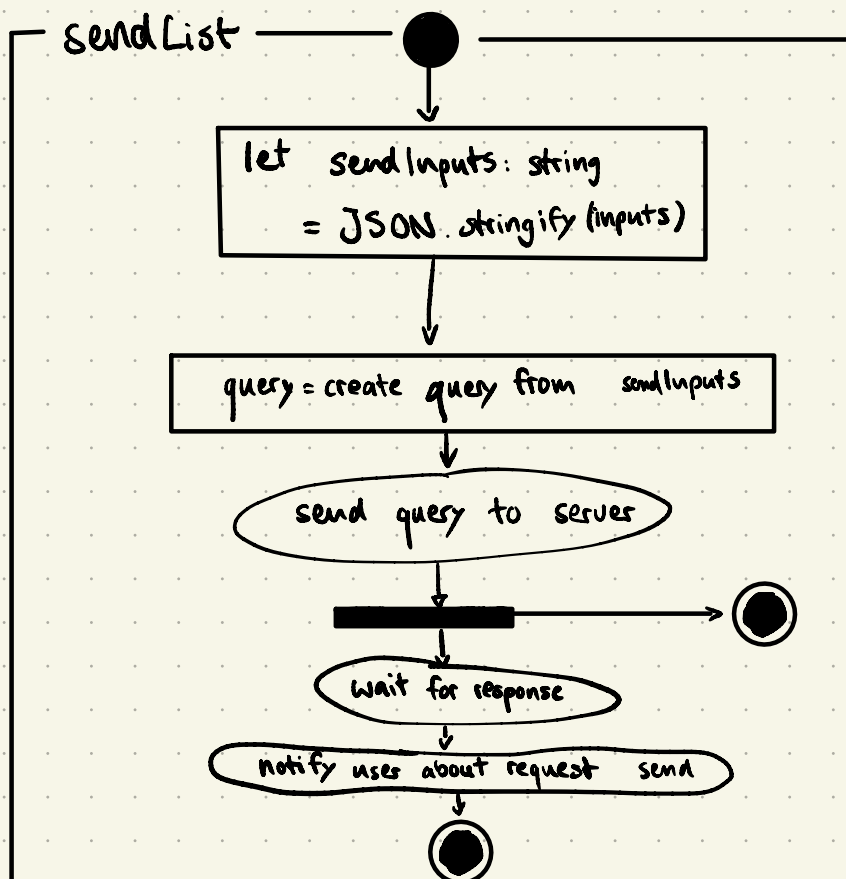 sendList
let sendInputs: string
= JSON.stringify(inputs)
query = create query from sendInputs
send query to server
wait for response
notify uses about request send